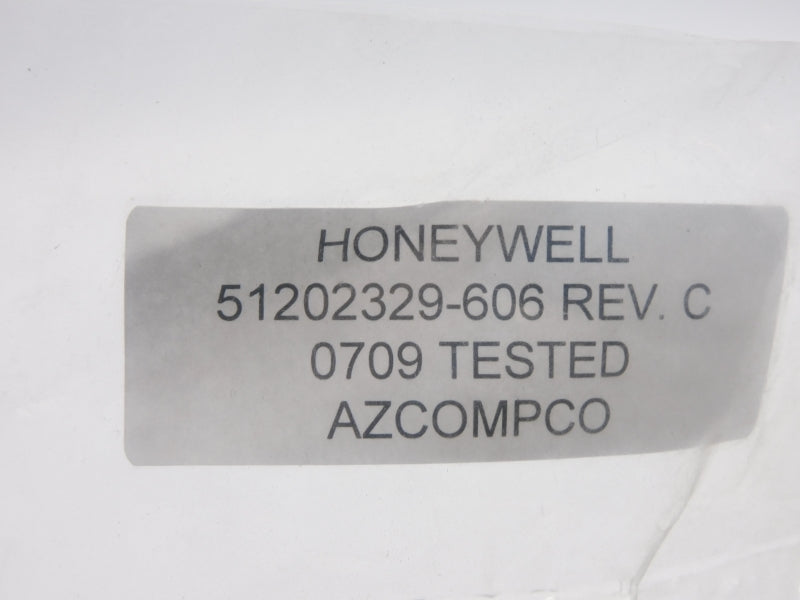 HONEYWELL
51202329-606 REV. C
0709 TESTED
AZCOMPCO